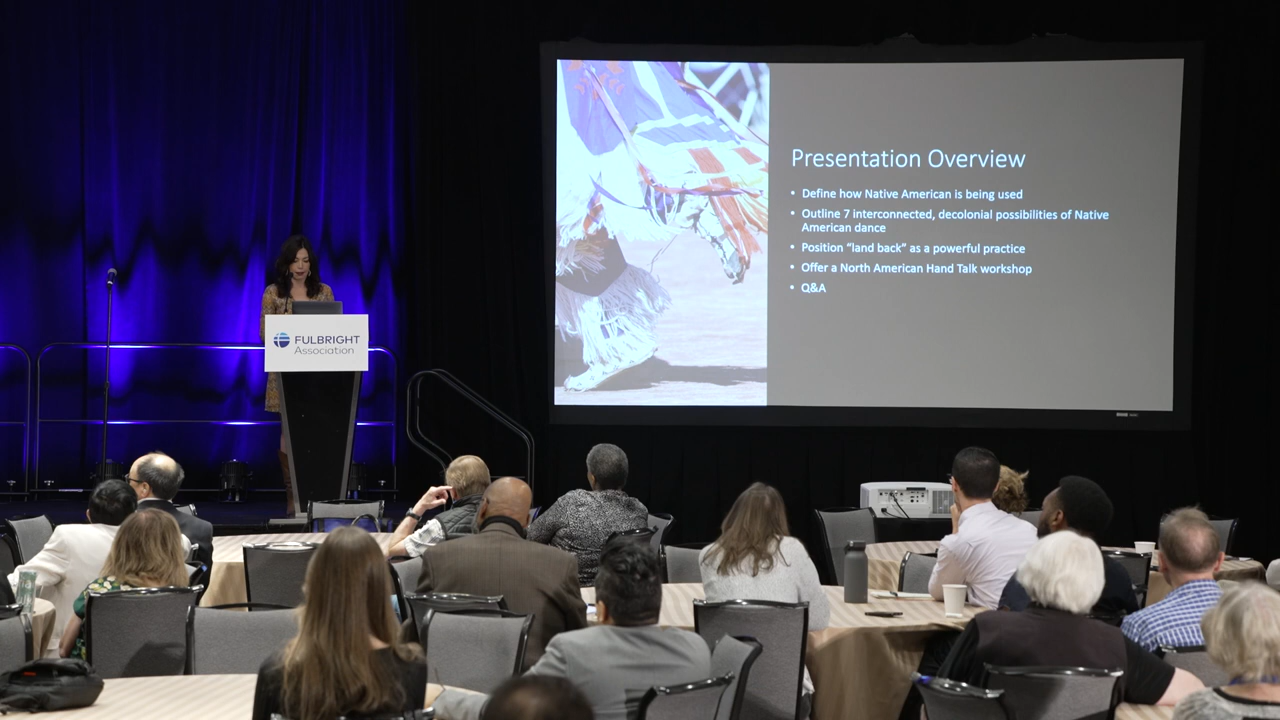 FULBRIGHT
Association
Presentation Overview
• Define how Native American is being used
• Outline 7 interconnected, decolonial possibilities of Native
American dance
• Position “land back” as a powerful practice
• Offer a North American Hand Talk workshop
• Q&A